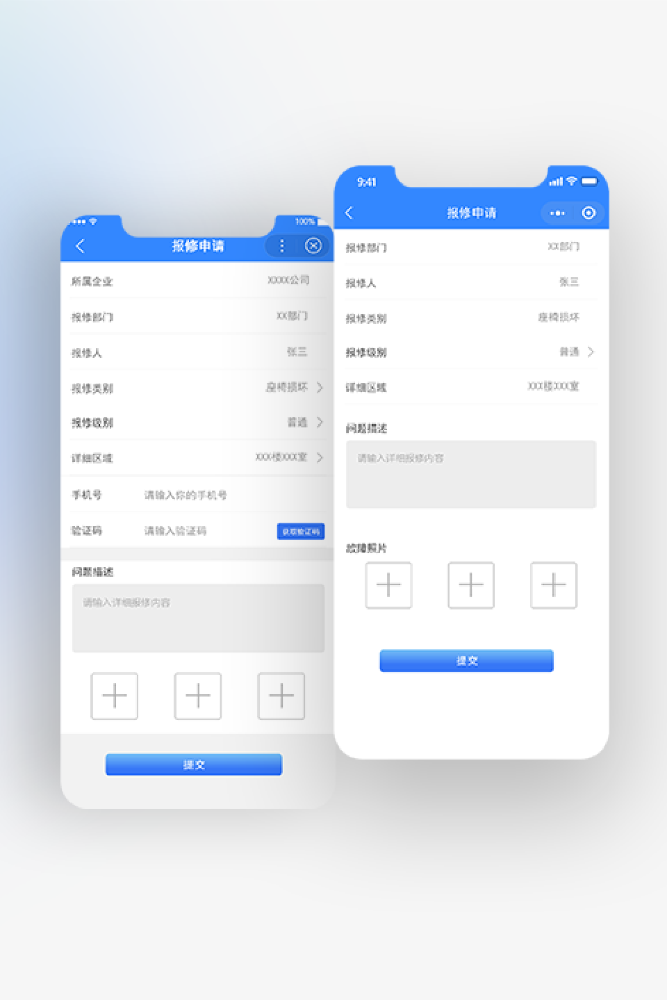 100%
报修申请
所属企业 XXXX公司
报修部门 XX部门
报修人 张三
报修类别 座椅损坏
报修级别 普通
详细区域 XXX楼XXX室
手机号 请输入你的手机号
验证码 请输入验证码 获取验证码
问题描述
请输入详细报修内容
提交
9:41
报修申请
报修部门 XX部门
报修人 张三
报修类别 座椅损坏
报修级别 普通
详细区域 XXX楼XXX室
问题描述
请输入详细报修内容
故障照片
提交